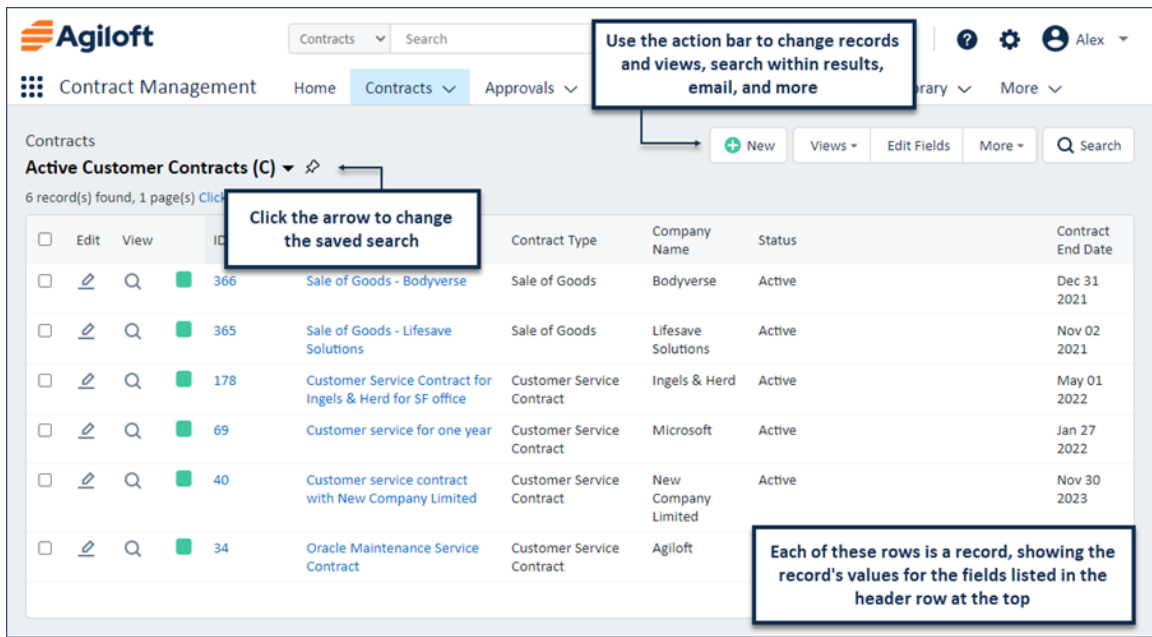 Agiloft
Contracts Search
Use the action bar to change records
and views, search within results,
email, and more
Alex
Contract Management Home Contracts Approvals More
Contracts
Active Customer Contracts (C)
New Views Edit Fields More Search
6 record(s) found, 1 page(s) Click
Click the arrow to change
the saved search
Edit View ID Contract Type Company
Name Status Contract
End Date
366 Sale of Goods - Bodyverse Sale of Goods Bodyverse Active Dec 31
2021
365 Sale of Goods - Lifesave
Solutions Sale of Goods Lifesave
Solutions Active Nov 02
2021
178 Customer Service Contract for
Ingels & Herd for SF office Customer Service
Contract Ingels & Herd Active May 01
2022
69 Customer service for one year Customer Service
Contract Microsoft Active Jan 27
2022
40 Customer service contract
with New Company Limited Customer Service
Contract New
Company
Limited Active Nov 30
2023
34 Oracle Maintenance Service
Contract Customer Service
Contract Agiloft
Each of these rows is a record, showing the
record's values for the fields listed in the
header row at the top